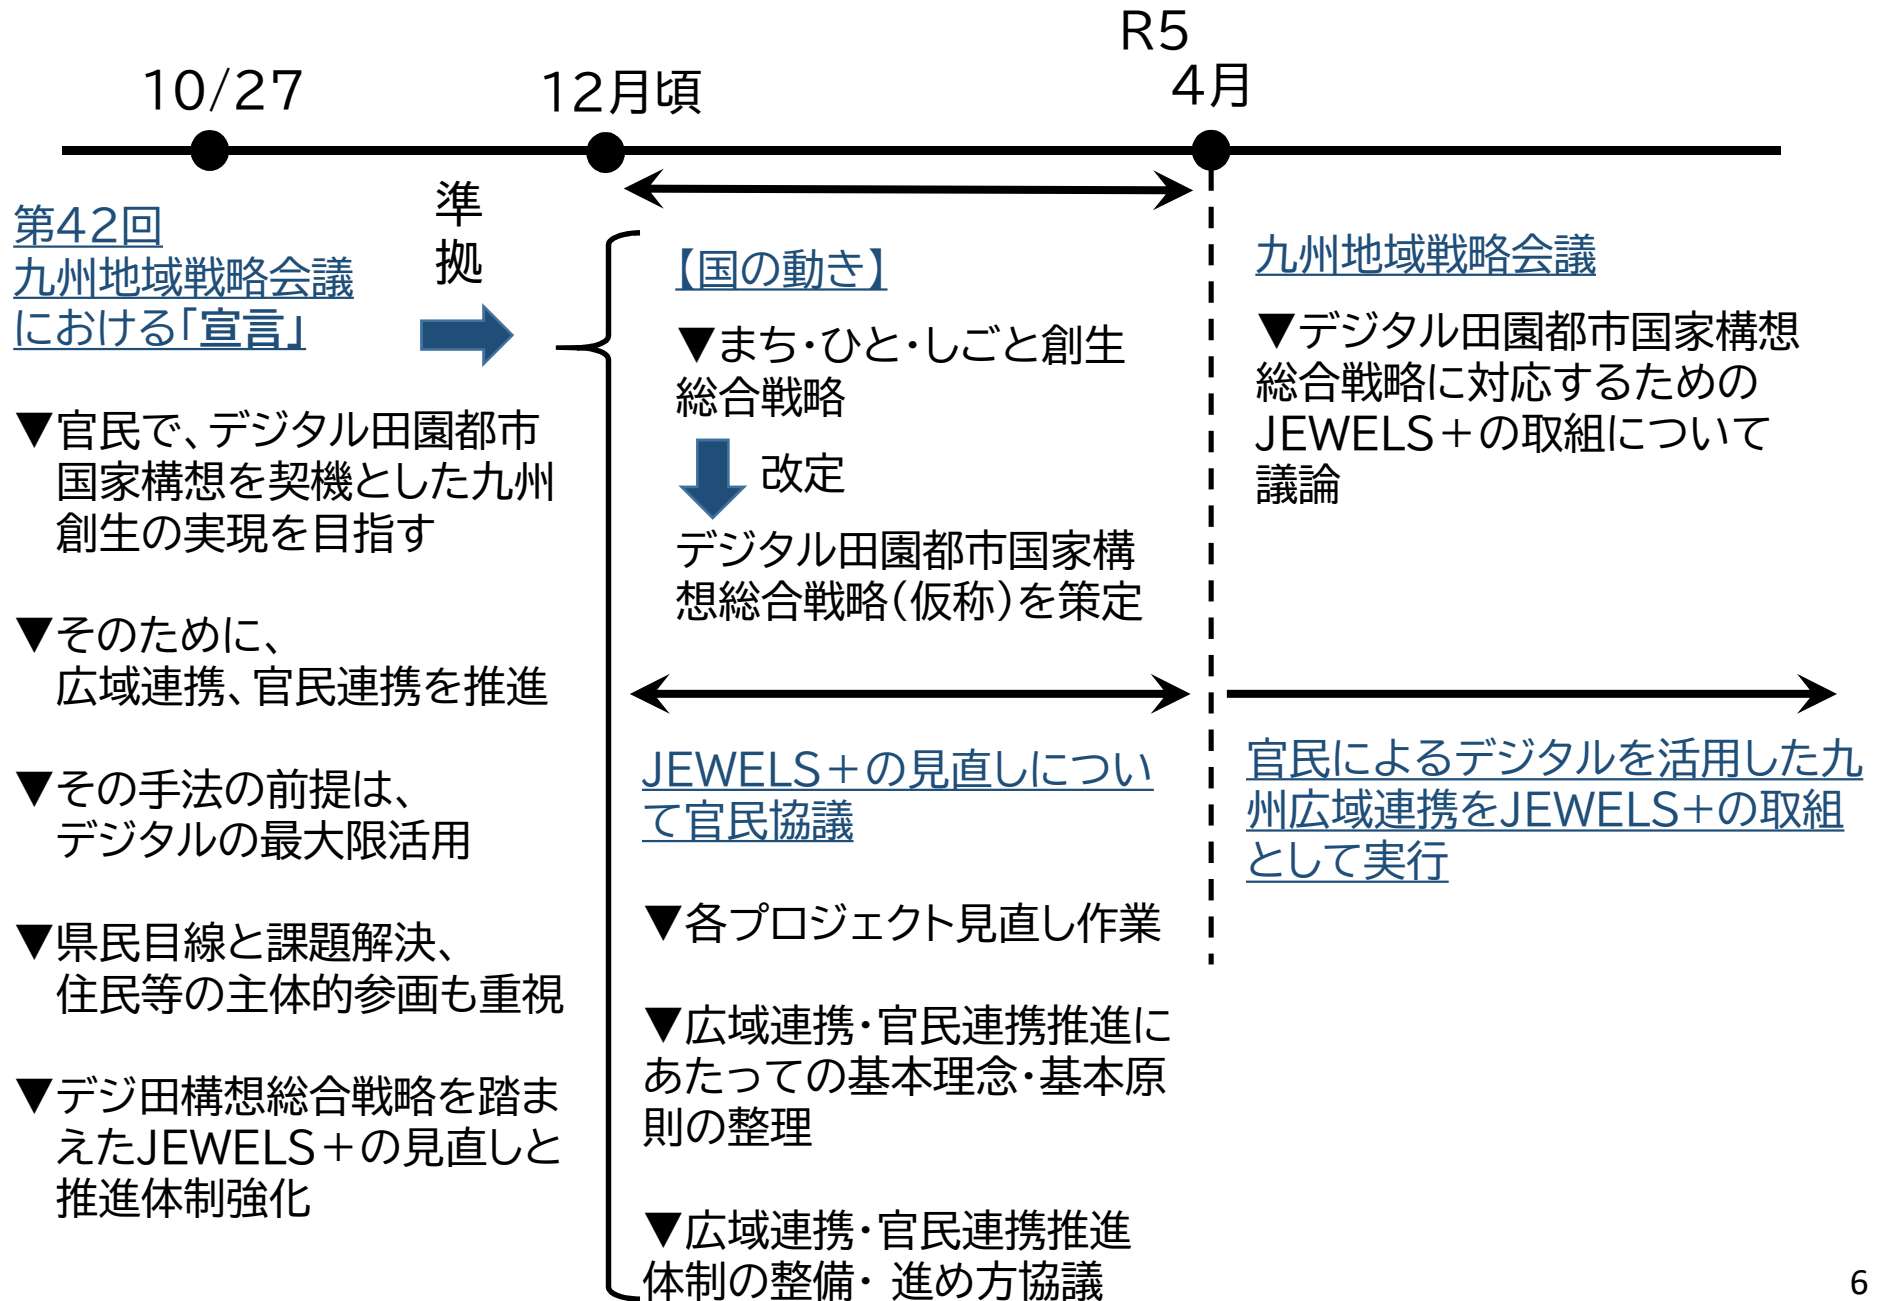 10/27
12月頃
R5
4月
第42回
九州地域戦略会議
における「宣言」
▼官民で、デジタル田園都市
国家構想を契機とした九州
創生の実現を目指す
▼そのために、
広域連携、官民連携を推進
▼その手法の前提は、
デジタルの最大限活用
▼県民目線と課題解決、
住民等の主体的参画も重視
▼デジ田構想総合戦略を踏ま
えたJEWELS＋の見直しと
推進体制強化
準
拠
【国の動き】
▼まち・ひと・しごと創生
総合戦略
改定
デジタル田園都市国家構
想総合戦略（仮称）を策定
JEWELS＋の見直しについ
て官民協議
▼各プロジェクト見直し作業
▼広域連携・官民連携推進に
あたっての基本理念・基本原
則の整理
▼広域連携・官民連携推進
体制の整備・ 進め方協議
九州地域戦略会議
▼デジタル田園都市国家構想
総合戦略に対応するための
JEWELS＋の取組について
議論
官民によるデジタルを活用した九
州広域連携をJEWELS+の取組
として実行
6